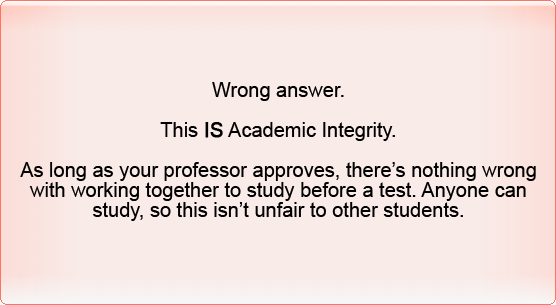 Wrong answer.
This IS Academic Integrity.
As long as your professor approves, there's nothing wrong
with working together to study before a test. Anyone can
study, so this isn't unfair to other students.